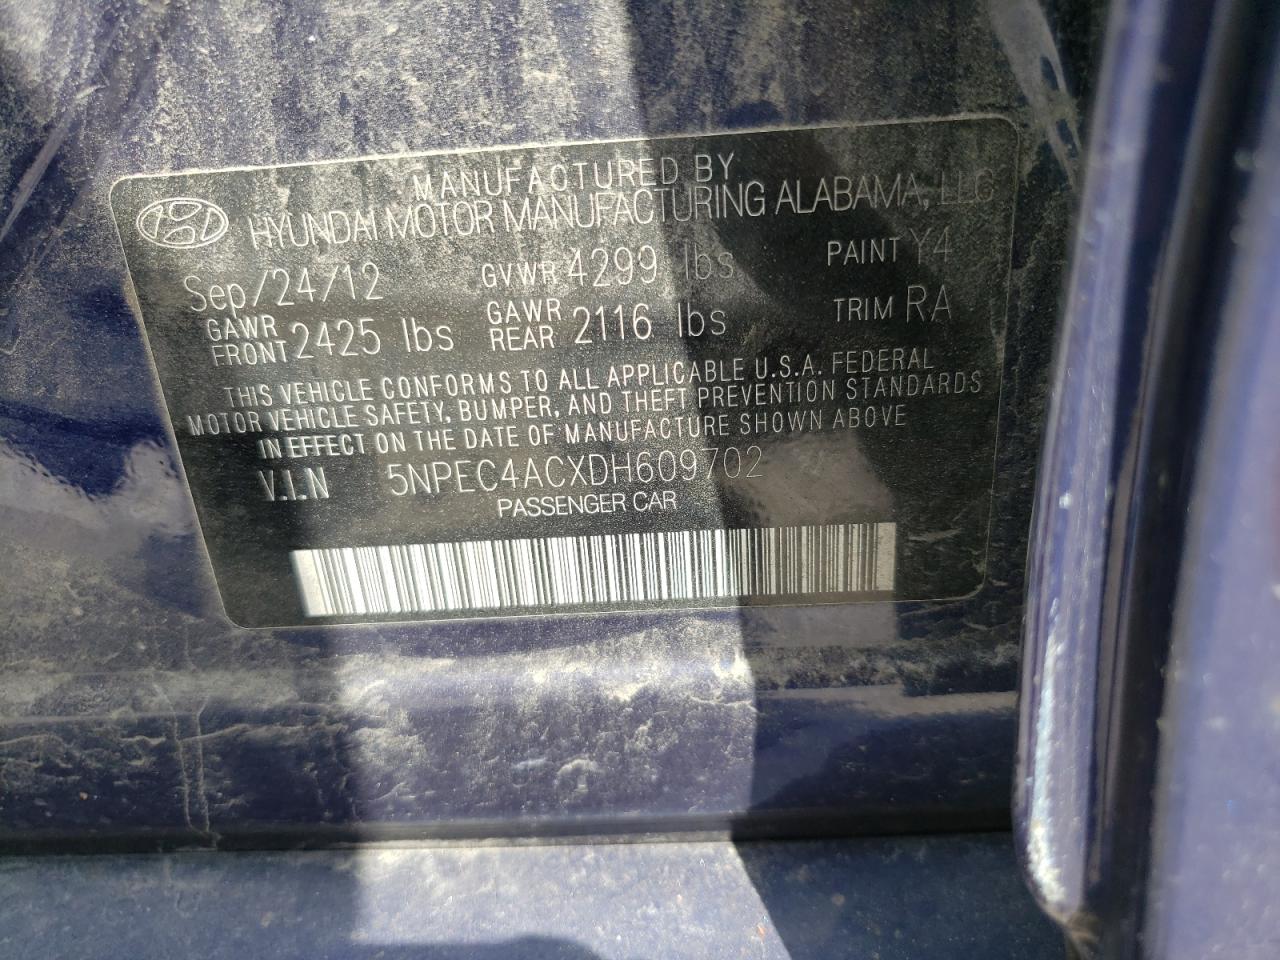 MANUFACTURED BY
HYUNDAI MOTOR MANUFACTURING ALABAMA, LLC
Sep/24/12 GVWR 4299 lbs PAINT Y4
GAWR FRONT 2425 lbs GAWR REAR 2116 lbs TRIM RA
THIS VEHICLE CONFORMS TO ALL APPLICABLE U.S.A. FEDERAL
MOTOR VEHICLE SAFETY, BUMPER, AND THEFT PREVENTION STANDARDS
IN EFFECT ON THE DATE OF MANUFACTURE SHOWN ABOVE
V.I.N 5NPEC4ACXDH609702
PASSENGER CAR